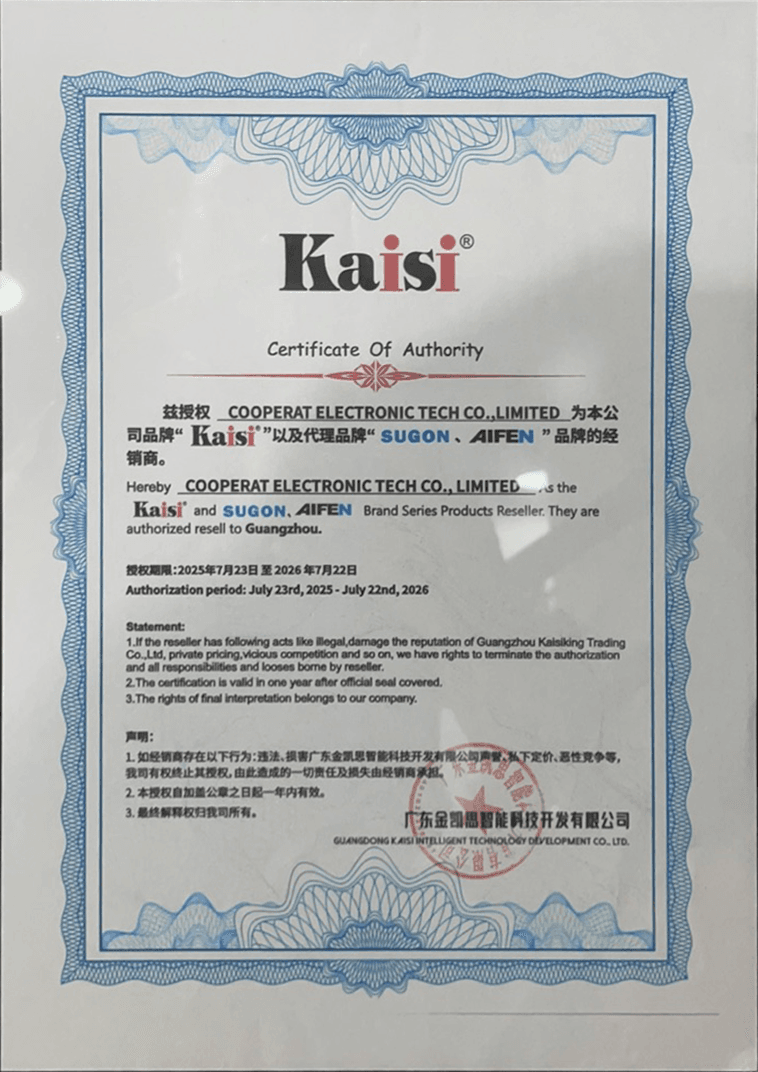 Kaisi®
Certificate Of Authority
兹授权 COOPERAT ELECTRONIC TECH CO.,LIMITED 为本公
司品牌“ Kaisi® ”以及代理品牌“ SUGON 、 AIFEN ” 品牌的经
销商。
Hereby COOPERAT ELECTRONIC TECH CO., LIMITED As the
Kaisi® and SUGON、AIFEN Brand Series Products Reseller. They are
authorized resell to Guangzhou.
授权期限：2025年7月23日 至 2026 年7月22日
Authorization period: July 23rd, 2025 - July 22nd, 2026
Statement:
1.If the reseller has following acts like illegal,damage the reputation of Guangzhou Kaisiking Trading
Co.,Ltd, private pricing,vicious competition and so on, we have rights to terminate the authorization
and all responsibilities and looses borne by reseller.
2.The certification is valid in one year after official seal covered.
3.The rights of final interpretation belongs to our company.
声明：
1. 如经销商存在以下行为：违法、损害广东金凯思智能科技开发有限公司声誉、私下定价、恶性竞争等，
我司有权终止其授权，由此造成的一切责任及损失由经销商承担。
2. 本授权自加盖公章之日起一年内有效。
3. 最终解释权归我司所有。
广东金凯思智能科技开发有限公司
GUANGDONG KAISI INTELLIGENT TECHNOLOGY DEVELOPMENT CO., LTD.